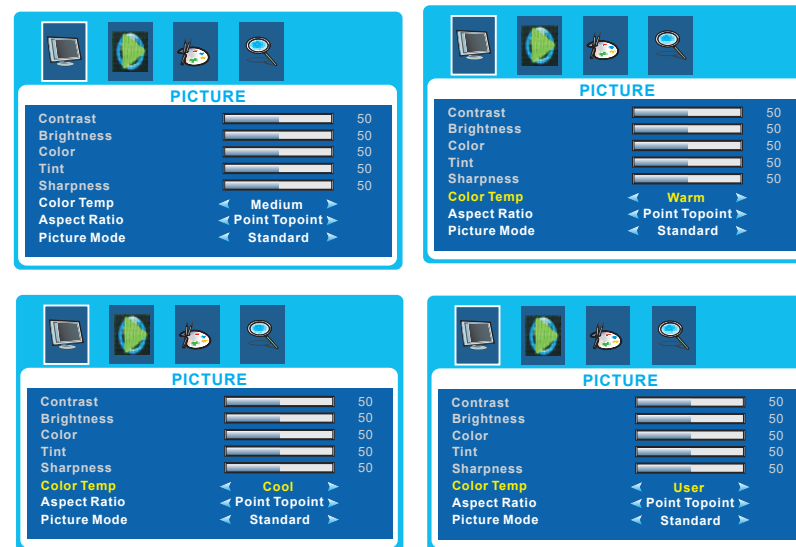 PICTURE
Contrast 50
Brightness 50
Color 50
Tint 50
Sharpness 50
Color Temp Medium
Aspect Ratio Point Topoint
Picture Mode Standard
PICTURE
Contrast 50
Brightness 50
Color 50
Tint 50
Sharpness 50
Color Temp Warm
Aspect Ratio Point Topoint
Picture Mode Standard
PICTURE
Contrast 50
Brightness 50
Color 50
Tint 50
Sharpness 50
Color Temp Cool
Aspect Ratio Point Topoint
Picture Mode Standard
PICTURE
Contrast 50
Brightness 50
Color 50
Tint 50
Sharpness 50
Color Temp User
Aspect Ratio Point Topoint
Picture Mode Standard